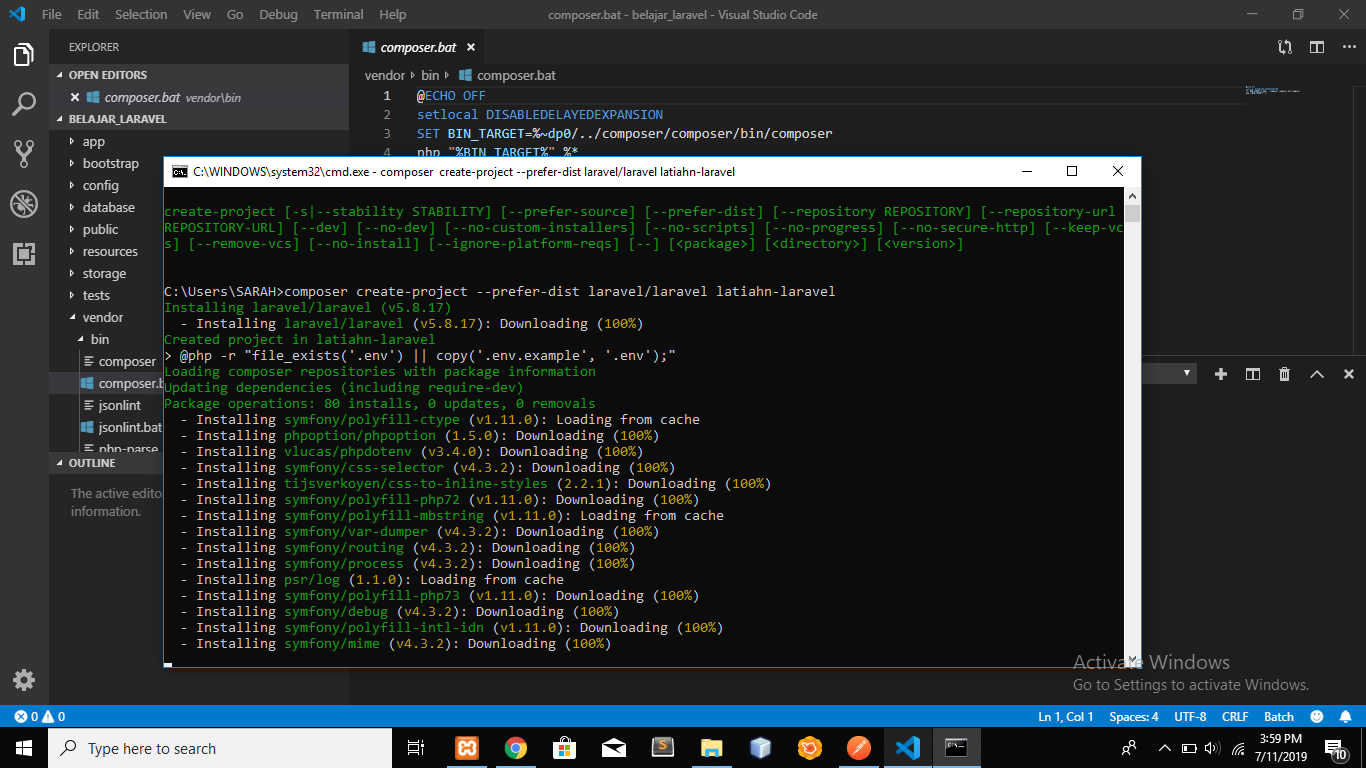 File Edit Selection View Go Debug Terminal Help composer.bat - belajar_laravel - Visual Studio Code
EXPLORER
OPEN EDITORS
composer.bat vendor\bin
BELAJAR_LARAVEL
app
bootstrap
config
database
public
resources
storage
tests
vendor
bin
composer
composer.b
jsonlint
jsonlint.bat
php-parse
OUTLINE
The active edito
information.
composer.bat
vendor bin composer.bat
1 @ECHO OFF
2 setlocal DISABLEDELAYEDEXPANSION
3 SET BIN_TARGET=%~dp0/../composer/composer/bin/composer
4 php "%BIN_TARGET%" %*
C:\WINDOWS\system32\cmd.exe - composer create-project --prefer-dist laravel/laravel latiahn-laravel
create-project [-s|--stability STABILITY] [--prefer-source] [--prefer-dist] [--repository REPOSITORY] [--repository-url
REPOSITORY-URL] [--dev] [--no-dev] [--no-custom-installers] [--no-scripts] [--no-progress] [--no-secure-http] [--keep-vc
s] [--remove-vcs] [--no-install] [--ignore-platform-reqs] [--] [<package>] [<directory>] [<version>]
C:\Users\SARAH>composer create-project --prefer-dist laravel/laravel latiahn-laravel
Installing laravel/laravel (v5.8.17)
- Installing laravel/laravel (v5.8.17): Downloading (100%)
Created project in latiahn-laravel
> @php -r "file_exists('.env') || copy('.env.example', '.env');"
Loading composer repositories with package information
Updating dependencies (including require-dev)
Package operations: 80 installs, 0 updates, 0 removals
- Installing symfony/polyfill-ctype (v1.11.0): Loading from cache
- Installing phpoption/phpoption (1.5.0): Downloading (100%)
- Installing vlucas/phpdotenv (v3.4.0): Downloading (100%)
- Installing symfony/css-selector (v4.3.2): Downloading (100%)
- Installing tijsverkoyen/css-to-inline-styles (2.2.1): Downloading (100%)
- Installing symfony/polyfill-php72 (v1.11.0): Downloading (100%)
- Installing symfony/polyfill-mbstring (v1.11.0): Loading from cache
- Installing symfony/var-dumper (v4.3.2): Downloading (100%)
- Installing symfony/routing (v4.3.2): Downloading (100%)
- Installing symfony/process (v4.3.2): Downloading (100%)
- Installing psr/log (1.1.0): Loading from cache
- Installing symfony/polyfill-php73 (v1.11.0): Downloading (100%)
- Installing symfony/debug (v4.3.2): Downloading (100%)
- Installing symfony/polyfill-intl-idn (v1.11.0): Downloading (100%)
- Installing symfony/mime (v4.3.2): Downloading (100%)
Activate Windows
Go to Settings to activate Windows.
0 0 Ln 1, Col 1 Spaces: 4 UTF-8 CRLF Batch
Type here to search
3:59 PM
7/11/2019
10